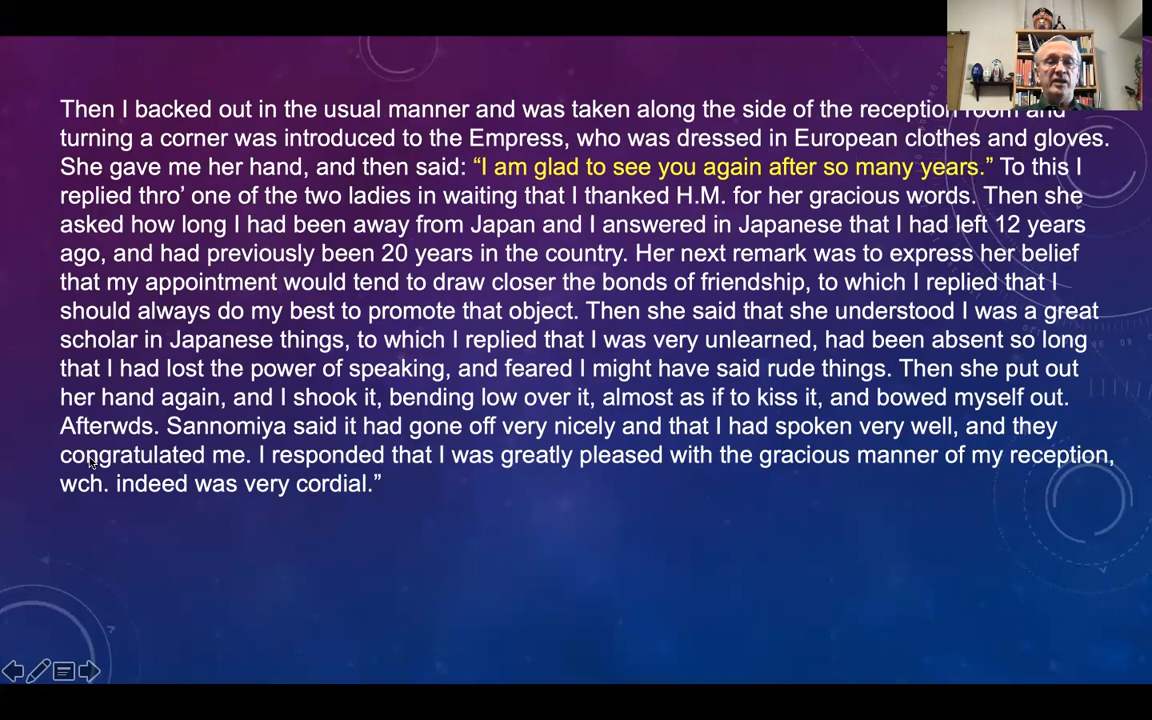 Then I backed out in the usual manner and was taken along the side of the reception room and
turning a corner was introduced to the Empress, who was dressed in European clothes and gloves.
She gave me her hand, and then said: “I am glad to see you again after so many years.” To this I
replied thro’ one of the two ladies in waiting that I thanked H.M. for her gracious words. Then she
asked how long I had been away from Japan and I answered in Japanese that I had left 12 years
ago, and had previously been 20 years in the country. Her next remark was to express her belief
that my appointment would tend to draw closer the bonds of friendship, to which I replied that I
should always do my best to promote that object. Then she said that she understood I was a great
scholar in Japanese things, to which I replied that I was very unlearned, had been absent so long
that I had lost the power of speaking, and feared I might have said rude things. Then she put out
her hand again, and I shook it, bending low over it, almost as if to kiss it, and bowed myself out.
Afterwds. Sannomiya said it had gone off very nicely and that I had spoken very well, and they
congratulated me. I responded that I was greatly pleased with the gracious manner of my reception,
wch. indeed was very cordial.”